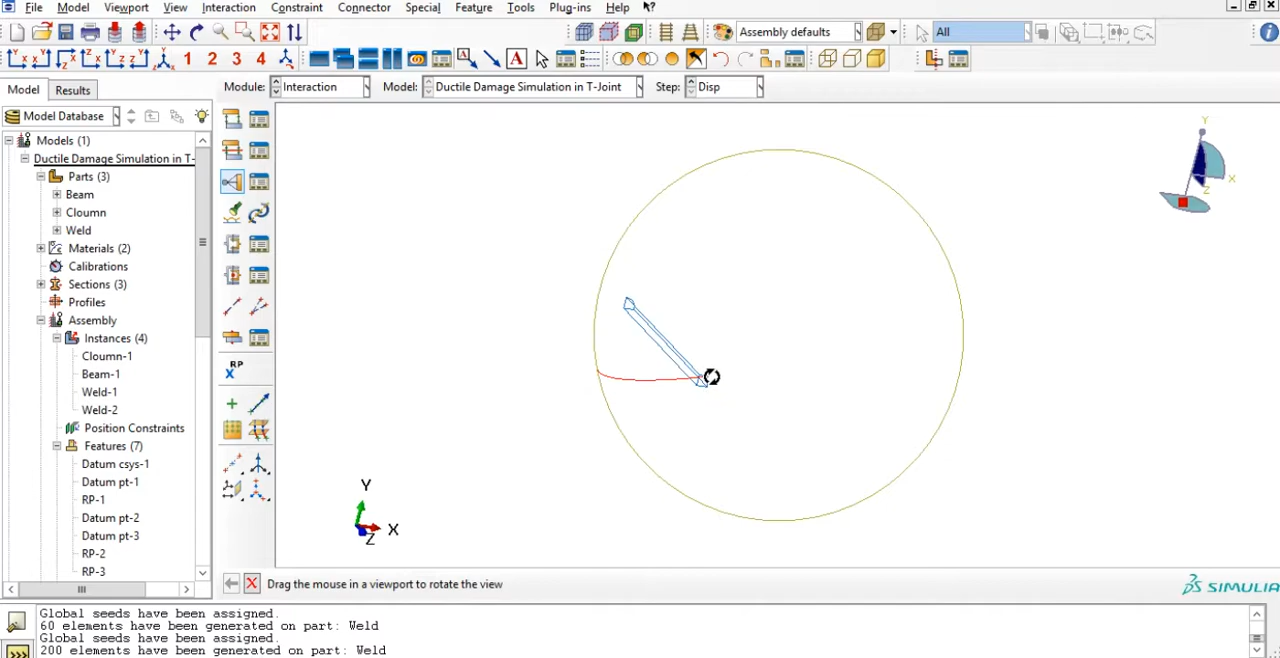 File Model Viewport View Interaction Constraint Connector Special Feature Tools Plug-ins Help
Assembly defaults
All
1 2 3 4
A
Model Results
Module: Interaction Model: Ductile Damage Simulation in T-Joint Step: Disp
Model Database
Models (1)
Ductile Damage Simulation in T-
Parts (3)
Beam
Cloumn
Weld
Materials (2)
Calibrations
Sections (3)
Profiles
Assembly
Instances (4)
Cloumn-1
Beam-1
Weld-1
Weld-2
Position Constraints
Features (7)
Datum csys-1
Datum pt-1
RP-1
Datum pt-2
Datum pt-3
RP-2
RP-3
RP
X
Y
X
Z
Y
X
Z
Drag the mouse in a viewport to rotate the view
SIMULIA
Global seeds have been assigned.
60 elements have been generated on part: Weld
Global seeds have been assigned.
200 elements have been generated on part: Weld
>>>